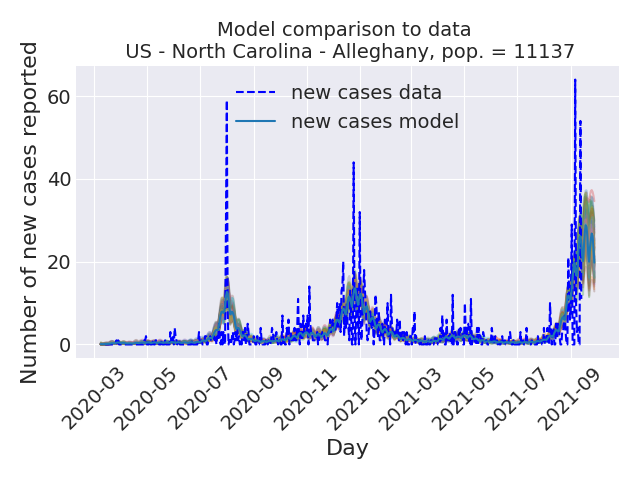 Model comparison to data
US - North Carolina - Alleghany, pop. = 11137
Number of new cases reported
60
40
20
0
new cases data
new cases model
2020-03
2020-05
2020-07
2020-09
2020-11
2021-01
2021-03
2021-05
2021-07
2021-09
Day